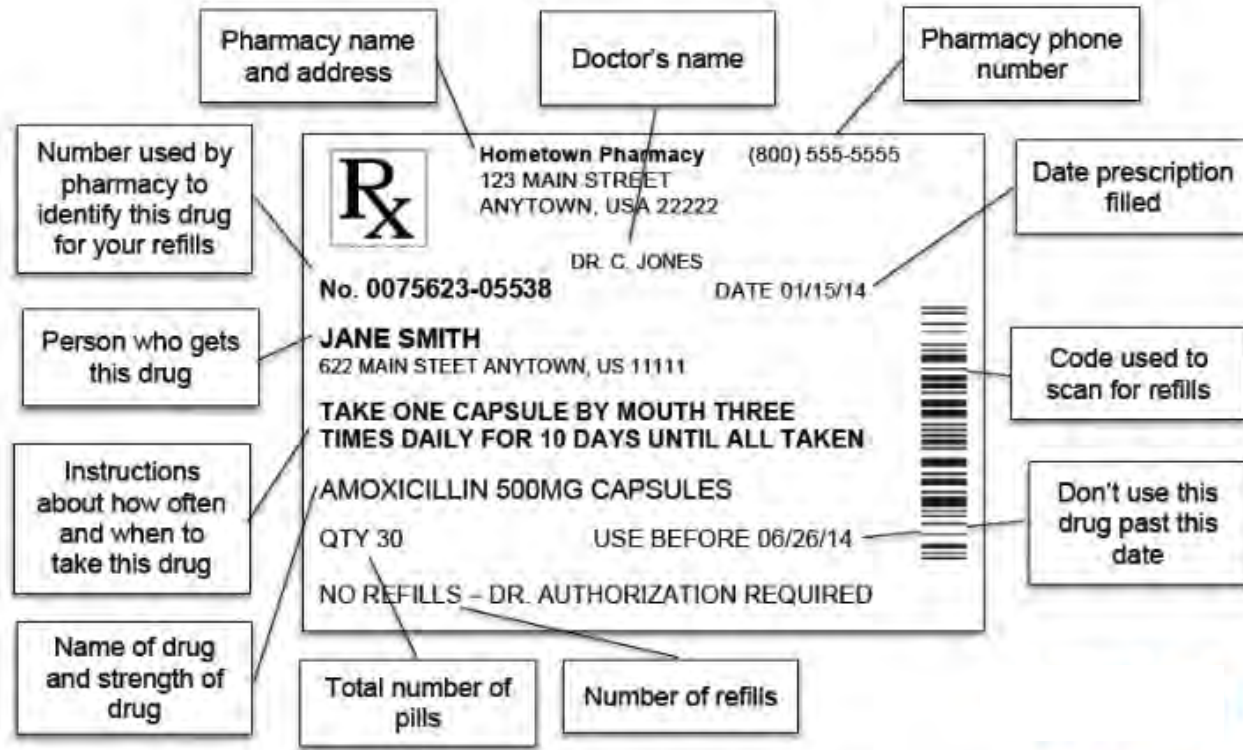 Pharmacy name
and address
Doctor's name
Pharmacy phone
number
Number used by
pharmacy to
identify this drug
for your refills
Rx
Hometown Pharmacy
(800) 555-5555
123 MAIN STREET
ANYTOWN, USA 22222
Date prescription
filled
DR. C. JONES
No. 0075623-05538
DATE 01/15/14
Person who gets
this drug
JANE SMITH
622 MAIN STEET ANYTOWN, US 11111
Code used to
scan for refills
TAKE ONE CAPSULE BY MOUTH THREE
TIMES DAILY FOR 10 DAYS UNTIL ALL TAKEN
Instructions
about how often
and when to
take this drug
AMOXICILLIN 500MG CAPSULES
QTY 30
USE BEFORE 06/26/14
Don't use this
drug past this
date
NO REFILLS – DR. AUTHORIZATION REQUIRED
Name of drug
and strength of
drug
Total number of
pills
Number of refills